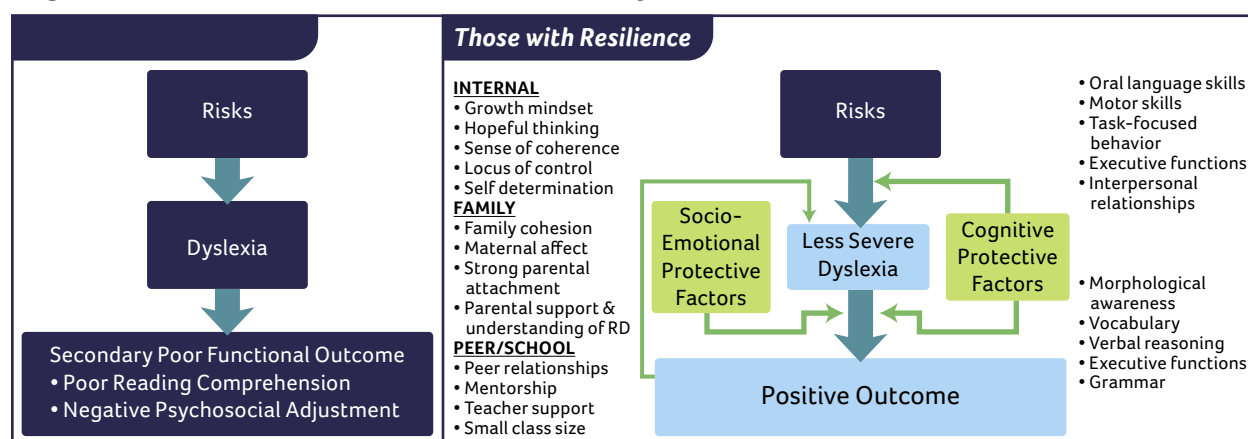 Risks
Dyslexia
Secondary Poor Functional Outcome
• Poor Reading Comprehension
• Negative Psychosocial Adjustment
Those with Resilience
INTERNAL
• Growth mindset
• Hopeful thinking
• Sense of coherence
• Locus of control
• Self determination
FAMILY
• Family cohesion
• Maternal affect
• Strong parental
attachment
• Parental support &
understanding of RD
PEER/SCHOOL
• Peer relationships
• Mentorship
• Teacher support
• Small class size
Risks
Socio-
Emotional
Protective
Factors
Less Severe
Dyslexia
Cognitive
Protective
Factors
Positive Outcome
• Oral language skills
• Motor skills
• Task-focused
behavior
• Executive functions
• Interpersonal
relationships
• Morphological
awareness
• Vocabulary
• Verbal reasoning
• Executive functions
• Grammar